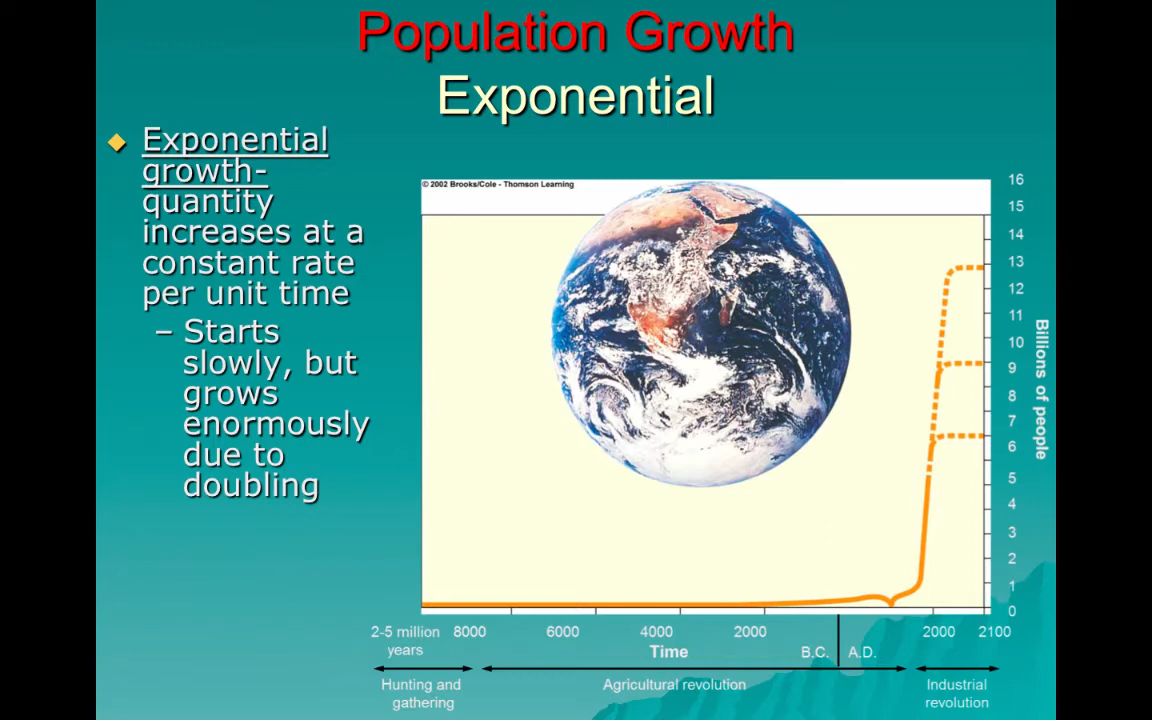 Population Growth
Exponential
Exponential
growth-
quantity
increases at a
constant rate
per unit time
– Starts
slowly, but
grows
enormously
due to
doubling
© 2002 Brooks/Cole - Thomson Learning
16
15
14
13
12
11
10
9
8
7
6
5
4
3
2
1
0
Billions of people
2-5 million years 8000 6000 4000 2000 2000 2100
Time B.C. A.D.
Hunting and gathering
Agricultural revolution
Industrial revolution